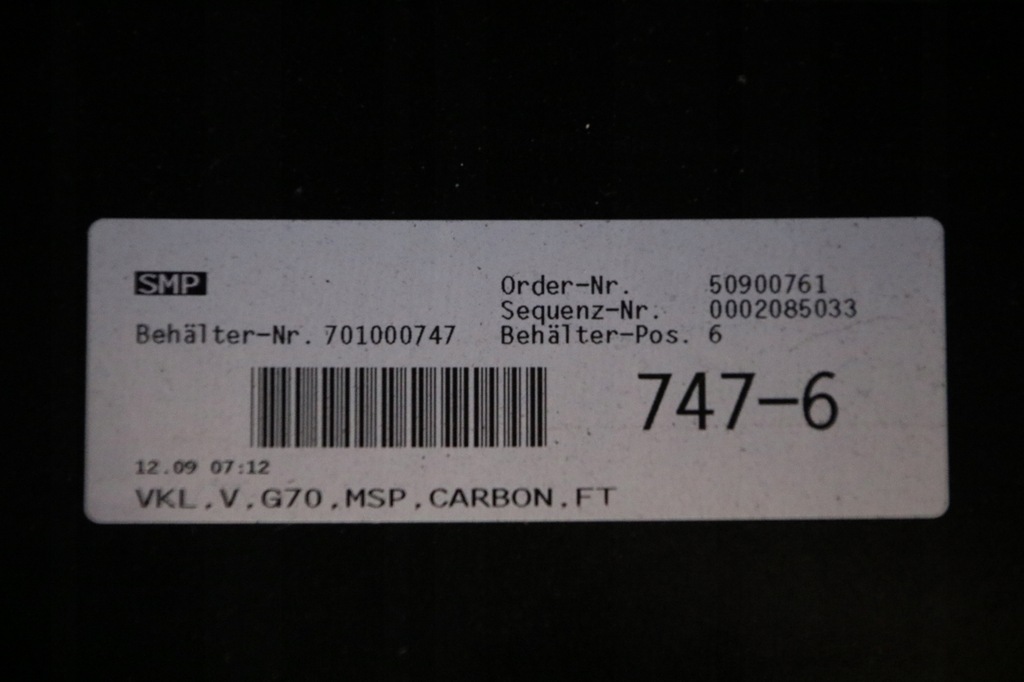 SMP
Order-Nr. 50900761
Sequenz-Nr. 0002085033
Behälter-Nr. 701000747 Behälter-Pos. 6
747-6
12.09 07:12
VKL,V,G70,MSP,CARBON,FT